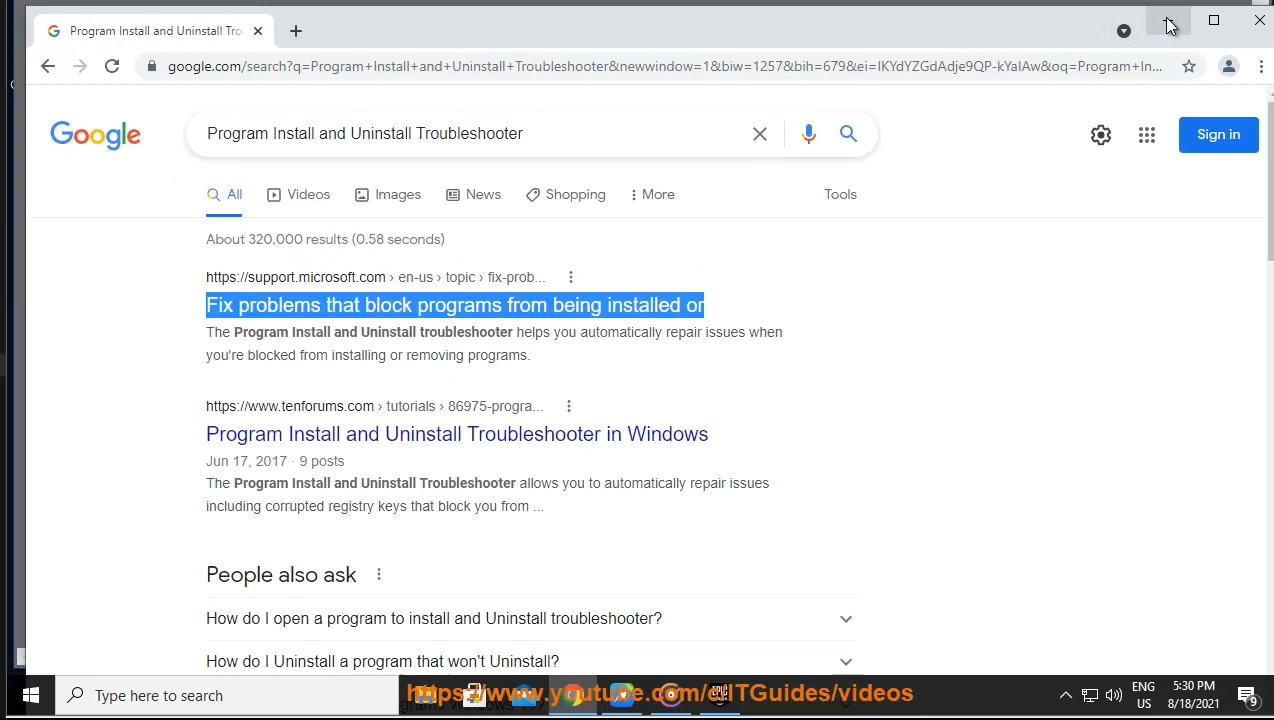 Program Install and Uninstall Tro
google.com/search?q=Program+Install+and+Uninstall+Troubleshooter&newwindow=1&biw=1257&bih=679&ei=IKYdYZGdAdje9QP-kYaIAw&oq=Program+In...
Google
Program Install and Uninstall Troubleshooter
Sign in
All
Videos
Images
News
Shopping
More
Tools
About 320,000 results (0.58 seconds)
https://support.microsoft.com › en-us › topic › fix-prob...
Fix problems that block programs from being installed or
The Program Install and Uninstall troubleshooter helps you automatically repair issues when
you're blocked from installing or removing programs.
https://www.tenforums.com › tutorials › 86975-progra...
Program Install and Uninstall Troubleshooter in Windows
Jun 17, 2017 · 9 posts
The Program Install and Uninstall Troubleshooter allows you to automatically repair issues
including corrupted registry keys that block you from ...
People also ask
How do I open a program to install and Uninstall troubleshooter?
How do I Uninstall a program that won't Uninstall?
Type here to search
https://www.youtube.com/@ITGuides/videos
ENG
US
5:30 PM
8/18/2021
9